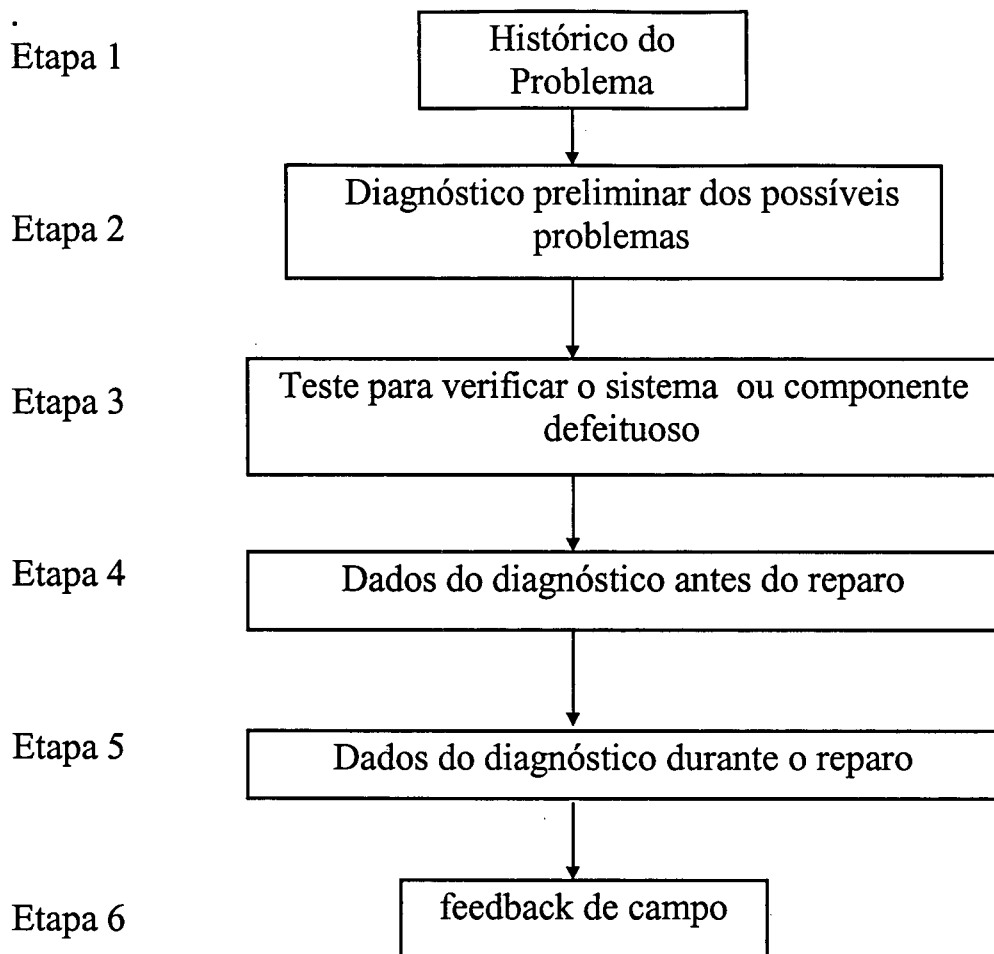 Etapa 1
Histórico do
Problema
Etapa 2
Diagnóstico preliminar dos possíveis
problemas
Etapa 3
Teste para verificar o sistema ou componente
defeituoso
Etapa 4
Dados do diagnóstico antes do reparo
Etapa 5
Dados do diagnóstico durante o reparo
Etapa 6
feedback de campo